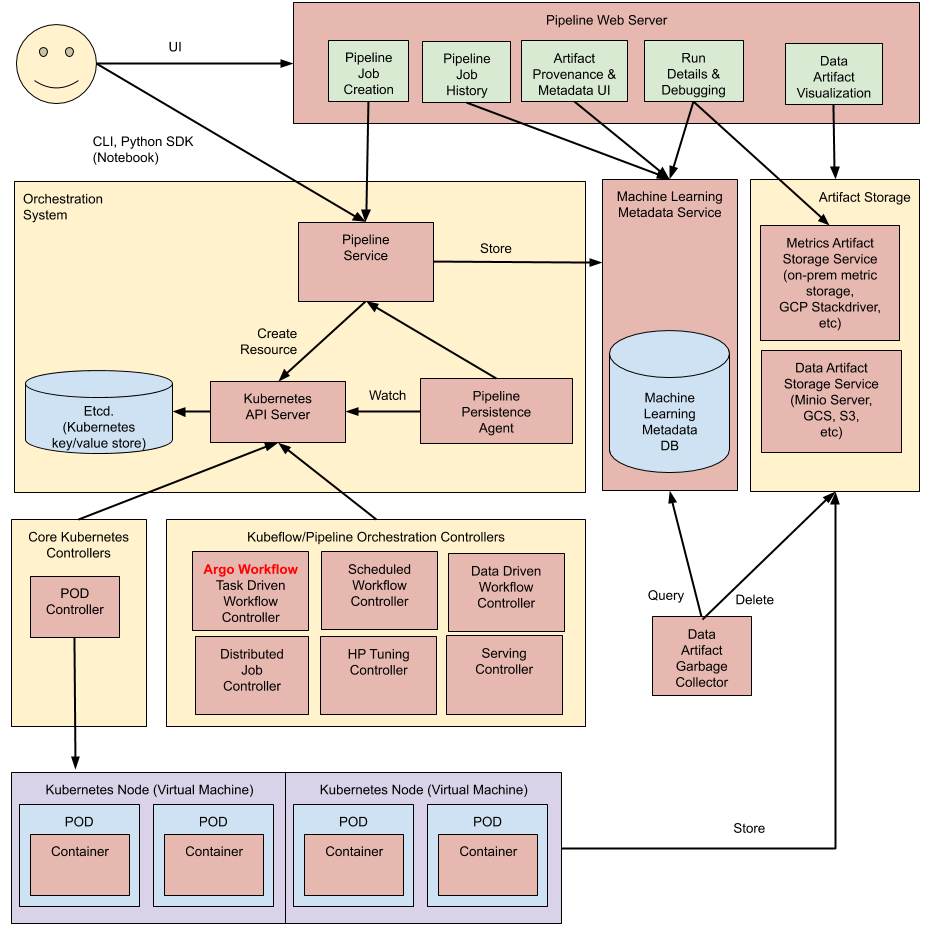 Pipeline Web Server
UI
Pipeline
Job
Creation
Pipeline
Job
History
Artifact
Provenance &
Metadata UI
Run
Details &
Debugging
Data
Artifact
Visualization
CLI, Python SDK
(Notebook)
Orchestration
System
Pipeline
Service
Store
Machine Learning
Metadata Service
Artifact Storage
Metrics Artifact
Storage Service
(on-prem metric
storage,
GCP Stackdriver,
etc)
Create
Resource
Machine
Learning
Metadata
DB
Data Artifact
Storage Service
(Minio Server,
GCS, S3,
etc)
Etcd.
(Kubernetes
key/value store)
Kubernetes
API Server
Watch
Pipeline
Persistence
Agent
Core Kubernetes
Controllers
POD
Controller
Kubeflow/Pipeline Orchestration Controllers
Argo Workflow
Task Driven
Workflow
Controller
Scheduled
Workflow
Controller
Data Driven
Workflow
Controller
Distributed
Job
Controller
HP Tuning
Controller
Serving
Controller
Query
Delete
Data
Artifact
Garbage
Collector
Kubernetes Node (Virtual Machine)
POD
Container
POD
Container
Kubernetes Node (Virtual Machine)
POD
Container
POD
Container
Store